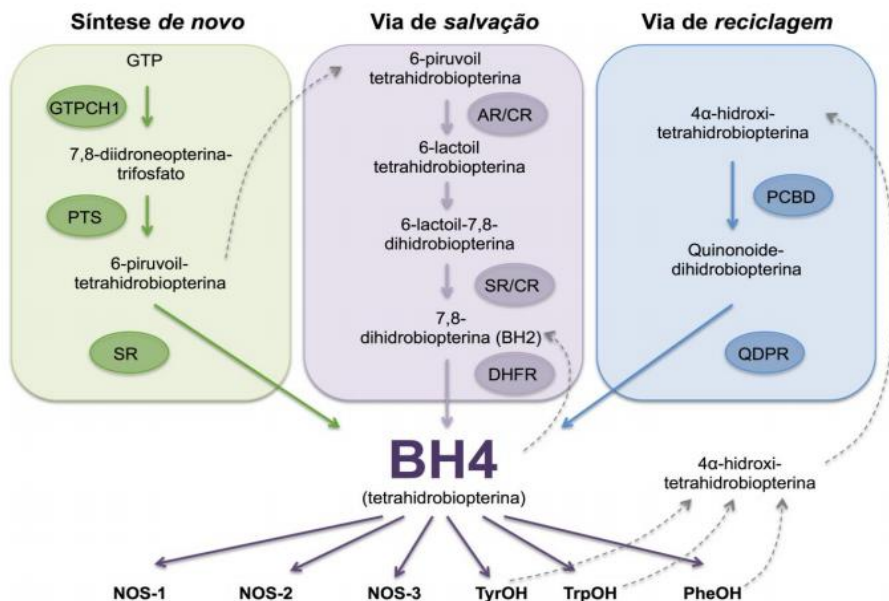 Síntese de novo
GTP
GTPCH1
7,8-diidroneopterina-
trifosfato
PTS
6-piruvoil-
tetrahidrobiopterina
SR
Via de salvação
6-piruvoil
tetrahidrobiopterina
AR/CR
6-lactoil
tetrahidrobiopterina
6-lactoil-7,8-
dihidrobiopterina
SR/CR
7,8-
dihidrobiopterina (BH2)
DHFR
Via de reciclagem
4α-hidroxi-
tetrahidrobiopterina
PCBD
Quinonoide-
dihidrobiopterina
QDPR
BH4
(tetrahidrobiopterina)
4α-hidroxi-
tetrahidrobiopterina
NOS-1
NOS-2
NOS-3
TyrOH
TrpOH
PheOH